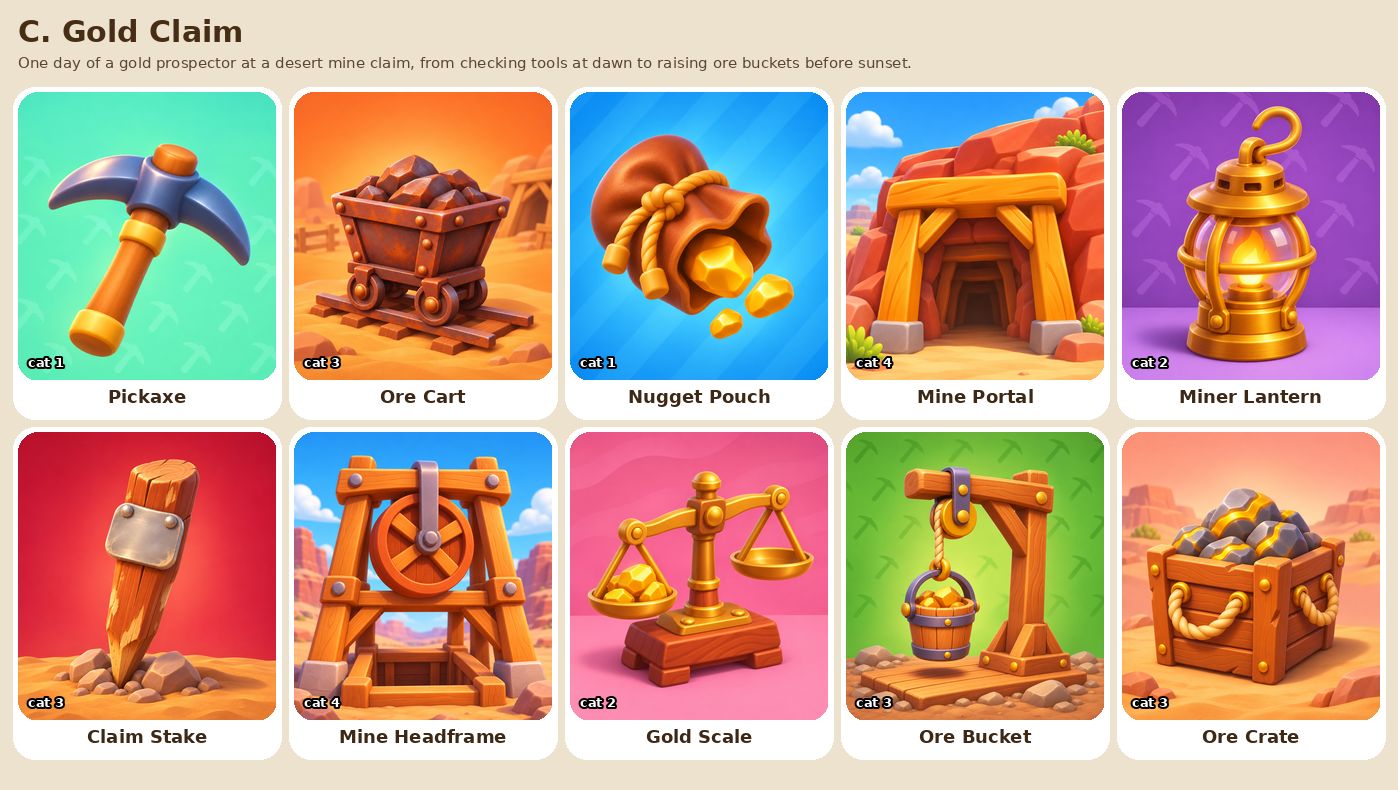 C. Gold Claim
One day of a gold prospector at a desert mine claim, from checking tools at dawn to raising ore buckets before sunset.
cat 1
Pickaxe
cat 3
Ore Cart
cat 1
Nugget Pouch
cat 4
Mine Portal
cat 2
Miner Lantern
cat 3
Claim Stake
cat 4
Mine Headframe
cat 2
Gold Scale
cat 3
Ore Bucket
cat 3
Ore Crate